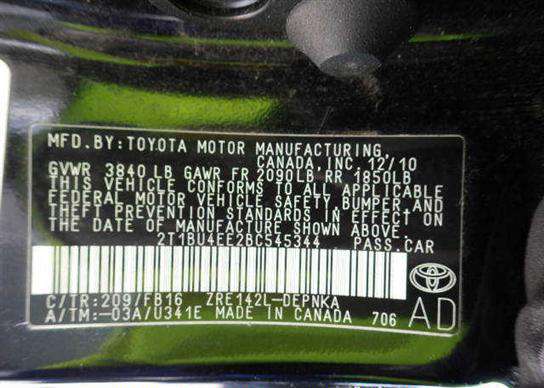 MFD.BY:TOYOTA MOTOR MANUFACTURING,
CANADA,INC. 12/10
GVWR 3840 LB GAWR FR 2090LB RR 1850LB
THIS VEHICLE CONFORMS TO ALL APPLICABLE
FEDERAL MOTOR VEHICLE SAFETY,BUMPER,AND
THEFT PREVENTION STANDARDS IN EFFECT ON
THE DATE OF MANUFACTURE SHOWN ABOVE.
2T1BU4EE2BC545344 PASS.CAR
C/TR:209/FB16 ZRE142L-DEPNKA
A/TM:-03A/U341E MADE IN CANADA 706
TOYOTA
AD